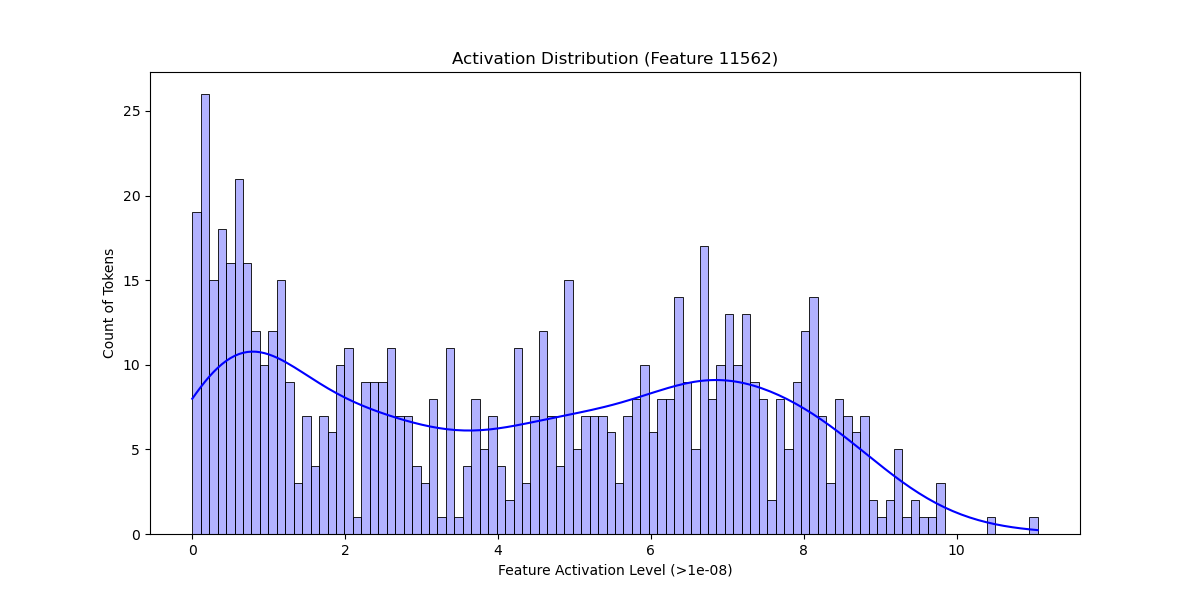 Activation Distribution (Feature 11562)
25
20
15
10
5
0
Count of Tokens
0 2 4 6 8 10
Feature Activation Level (>1e-08)